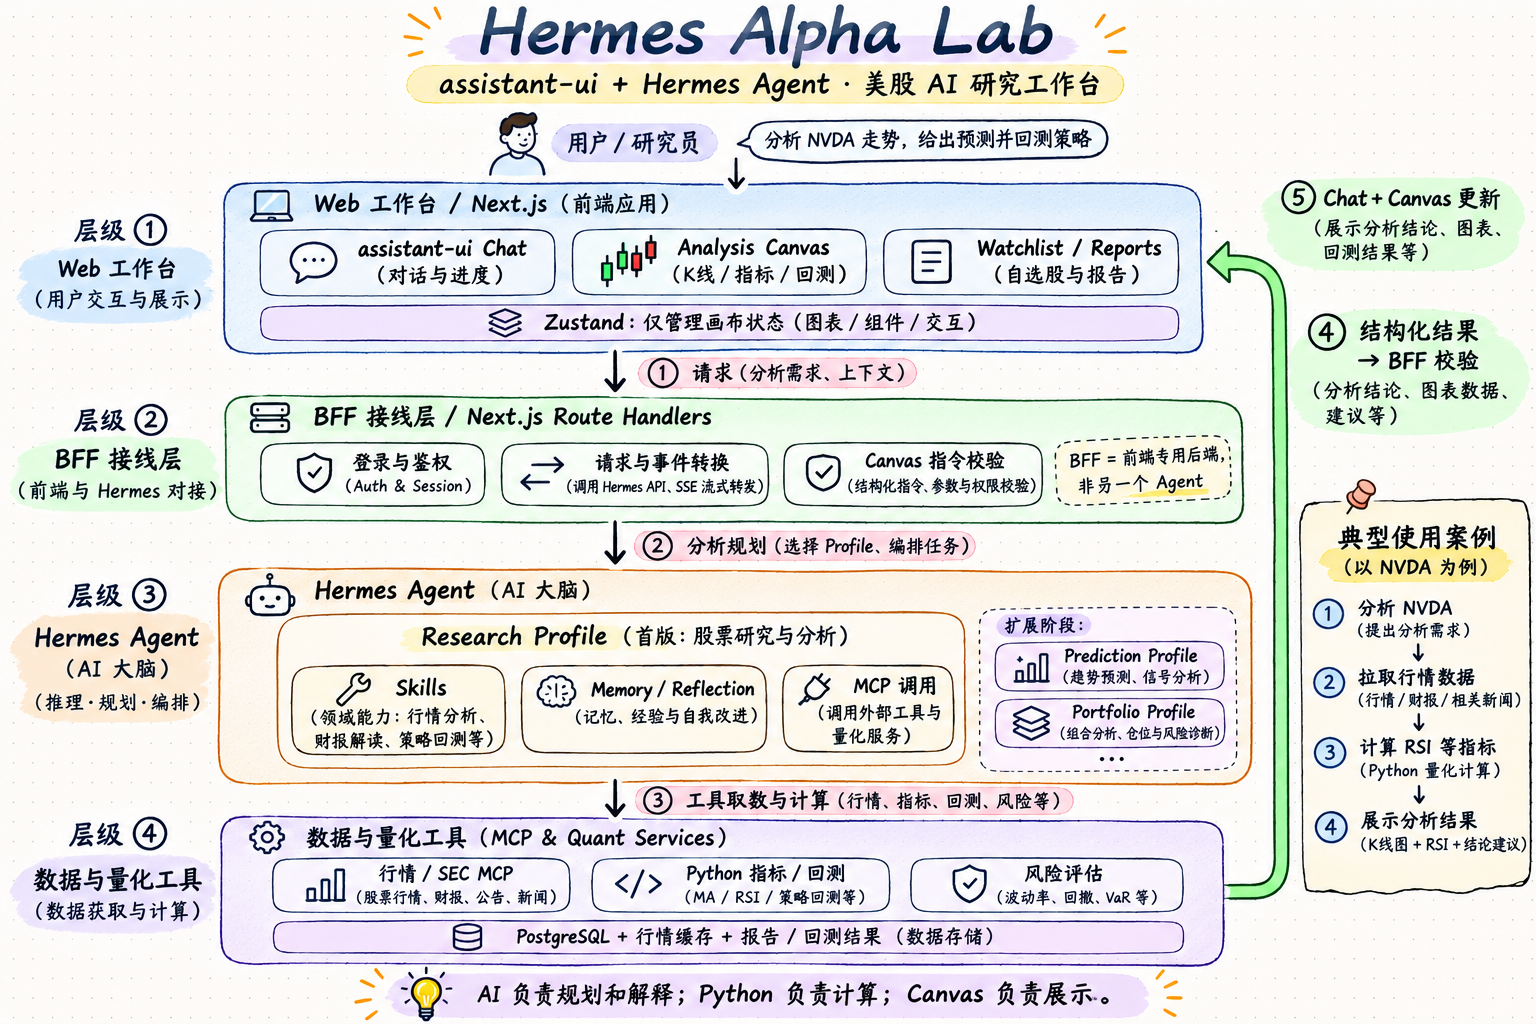 Hermes Alpha Lab
assistant-ui + Hermes Agent · 美股 AI 研究工作台
用户 / 研究员
分析 NVDA 走势，给出预测并回测策略
层级 ①
Web 工作台
（用户交互与展示）
Web 工作台 / Next.js（前端应用）
assistant-ui Chat
（对话与进度）
Analysis Canvas
（K线 / 指标 / 回测）
Watchlist / Reports
（自选股与报告）
Zustand：仅管理画布状态（图表 / 组件 / 交互）
① 请求（分析需求、上下文）
层级 ②
BFF 接线层
（前端与 Hermes 对接）
BFF 接线层 / Next.js Route Handlers
登录与鉴权
（Auth & Session）
请求与事件转换
（调用 Hermes API、SSE 流式转发）
Canvas 指令校验
（结构化指令、参数与权限校验）
BFF = 前端专用后端，
非另一个 Agent
② 分析规划（选择 Profile、编排任务）
层级 ③
Hermes Agent
（AI 大脑）
（推理·规划·编排）
Hermes Agent（AI 大脑）
Research Profile（首版：股票研究与分析）
Skills
（领域能力：行情分析、
财报解读、策略回测等）
Memory / Reflection
（记忆、经验与自我改进）
MCP 调用
（调用外部工具与
量化服务）
扩展阶段：
Prediction Profile
（趋势预测、信号分析）
Portfolio Profile
（组合分析、仓位与风险诊断）
...
③ 工具取数与计算（行情、指标、回测、风险等）
层级 ④
数据与量化工具
（数据获取与计算）
数据与量化工具（MCP & Quant Services）
行情 / SEC MCP
（股票行情、财报、公告、新闻）
</> Python 指标 / 回测
（MA / RSI / 策略回测等）
风险评估
（波动率、回撤、VaR 等）
PostgreSQL + 行情缓存 + 报告 / 回测结果（数据存储）
⑤ Chat + Canvas 更新
（展示分析结论、图表、
回测结果等）
④ 结构化结果
→ BFF 校验
（分析结论、图表数据、
建议等）
典型使用案例
（以 NVDA 为例）
① 分析 NVDA
（提出分析需求）
② 拉取行情数据
（行情 / 财报 / 相关新闻）
③ 计算 RSI 等指标
（Python 量化计算）
④ 展示分析结果
（K线图 + RSI + 结论建议）
AI 负责规划和解释；Python 负责计算；Canvas 负责展示。